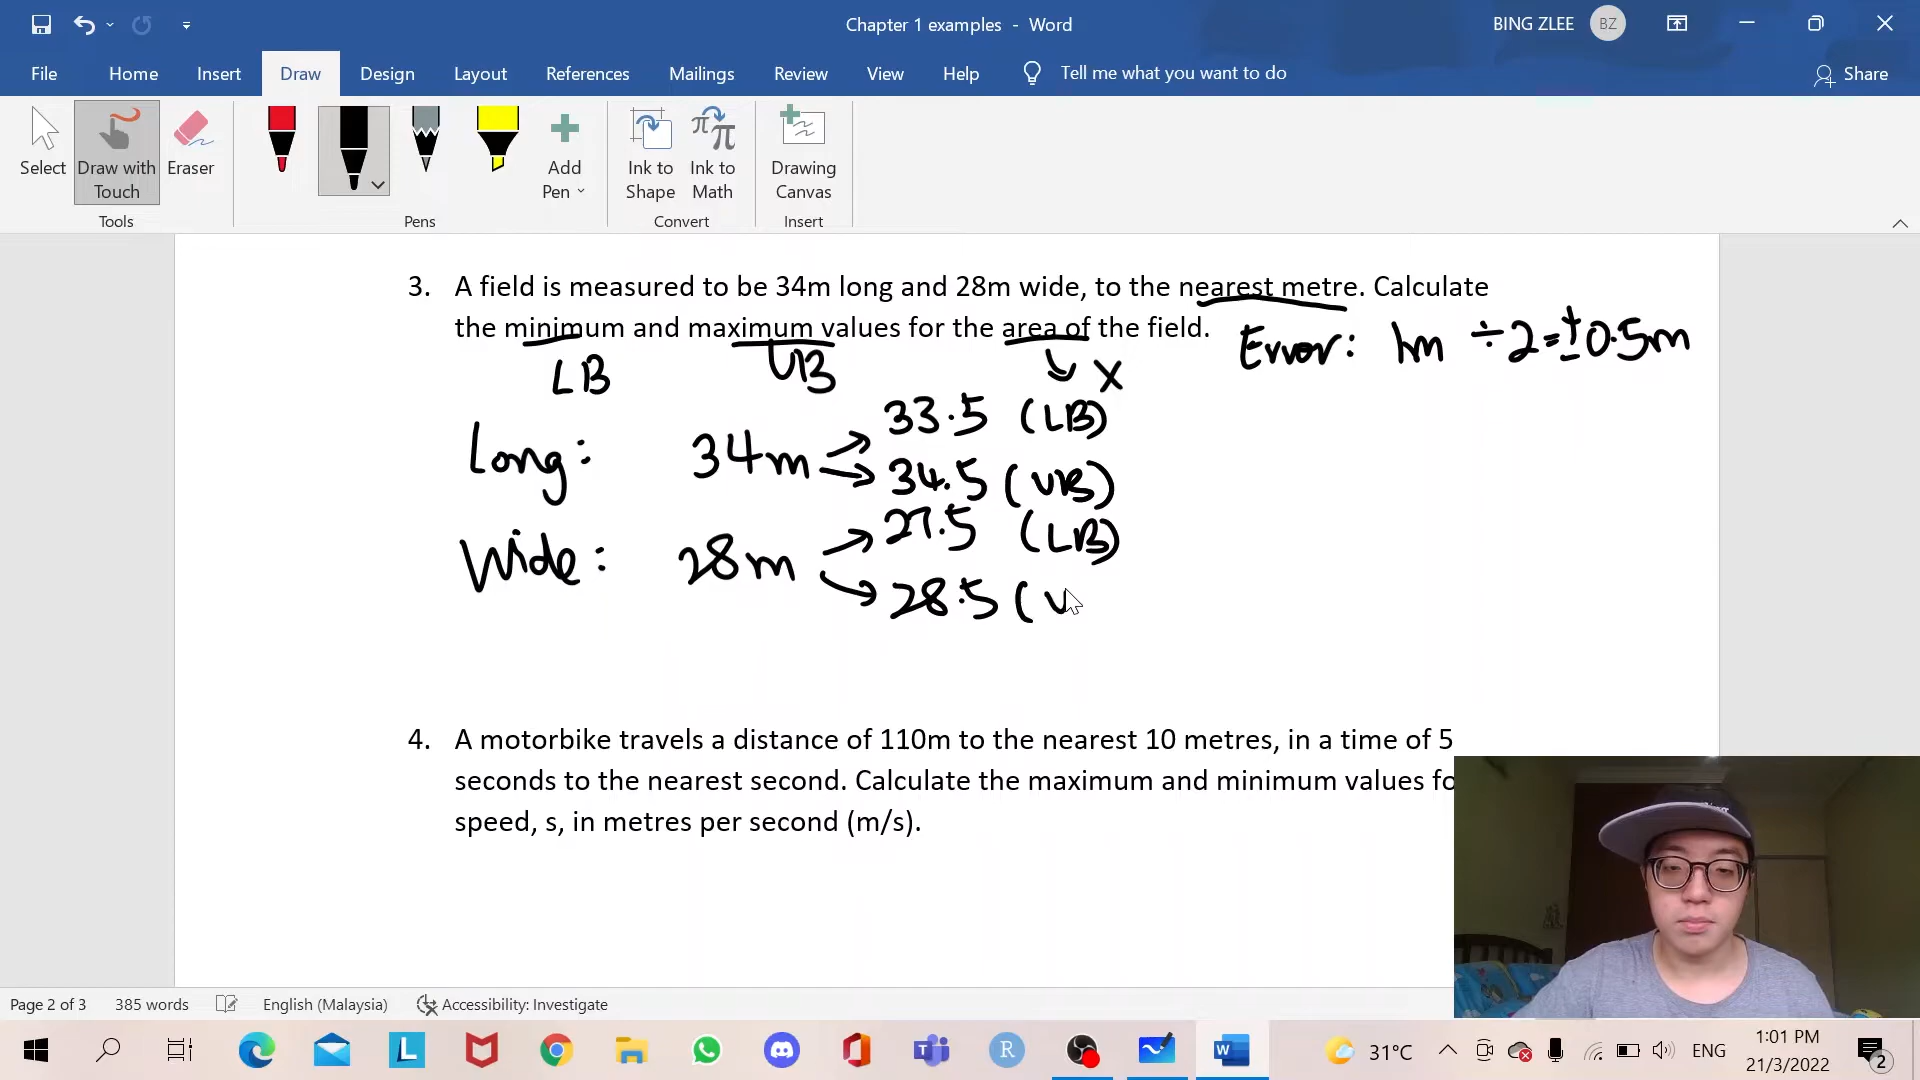 Chapter 1 examples - Word
BING ZLEE BZ
File Home Insert Draw Design Layout References Mailings Review View Help Tell me what you want to do Share
Select Draw with Touch Eraser Add Pen Ink to Shape Ink to Math Drawing Canvas
Tools Pens Convert Insert
3. A field is measured to be 34m long and 28m wide, to the nearest metre. Calculate
the minimum and maximum values for the area of the field.
Error: 1m ÷ 2 = ± 0.5m
LB UB ×
Long: 34m 33.5 (LB)
34.5 (UB)
Wide: 28m 27.5 (LB)
28.5 (U
4. A motorbike travels a distance of 110m to the nearest 10 metres, in a time of 5
seconds to the nearest second. Calculate the maximum and minimum values fo
speed, s, in metres per second (m/s).
Page 2 of 3 385 words English (Malaysia) Accessibility: Investigate
31°C ENG 1:01 PM
21/3/2022 2